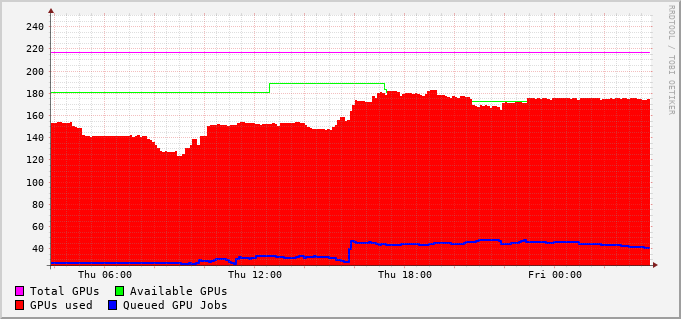 RRDTOOL / TOBI OETIKER
240
220
200
180
160
140
120
100
80
60
40
Thu 06:00 Thu 12:00 Thu 18:00 Fri 00:00
Total GPUs Available GPUs
GPUs used Queued GPU Jobs